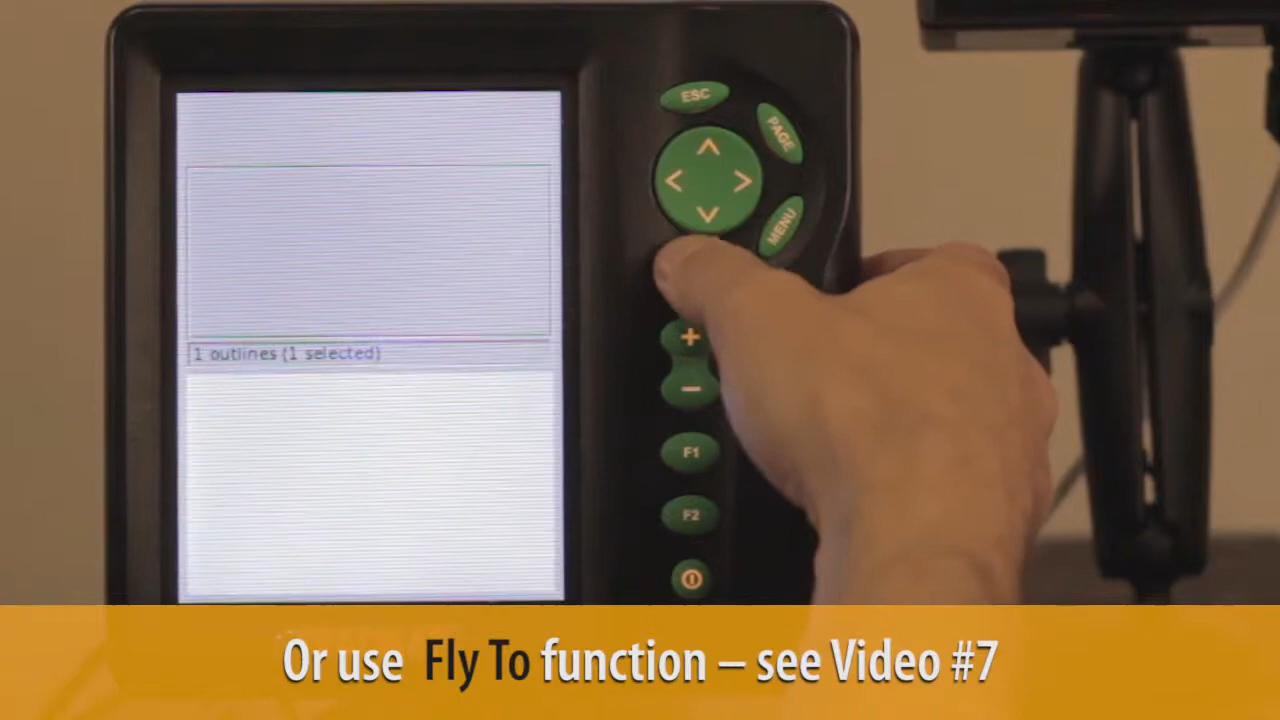 ESC
PAGE
MENU
1 outlines (1 selected)
+
−
F1
F2
Or use Fly To function – see Video #7